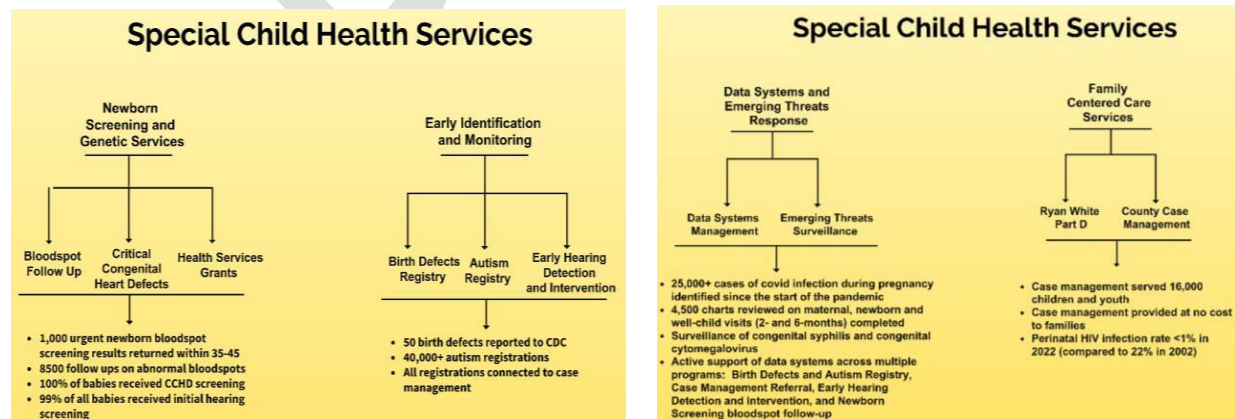 Special Child Health Services
Newborn
Screening and
Genetic Services
Early Identification
and Monitoring
Bloodspot
Follow Up
Critical
Congenital
Heart Defects
Health Services
Grants
Birth Defects
Registry
Autism
Registry
Early Hearing
Detection
and Intervention
• 1,000 urgent newborn bloodspot
screening results returned within 35-45
• 8500 follow ups on abnormal bloodspots
• 100% of babies received CCHD screening
• 99% of all babies received initial hearing
screening
• 50 birth defects reported to CDC
• 40,000+ autism registrations
• All registrations connected to case
management
Special Child Health Services
Data Systems and
Emerging Threats
Response
Family
Centered Care
Services
Data Systems
Management
Emerging Threats
Surveillance
Ryan White
Part D
County Case
Management
• 25,000+ cases of covid infection during pregnancy
identified since the start of the pandemic
• 4,500 charts reviewed on maternal, newborn and
well-child visits (2- and 6-months) completed
• Surveillance of congenital syphilis and congenital
cytomegalovirus
• Active support of data systems across multiple
programs: Birth Defects and Autism Registry,
Case Management Referral, Early Hearing
Detection and Intervention, and Newborn
Screening bloodspot follow-up
• Case management served 16,000
children and youth
• Case management provided at no cost
to families
• Perinatal HIV infection rate <1% in
2022 (compared to 22% in 2002)